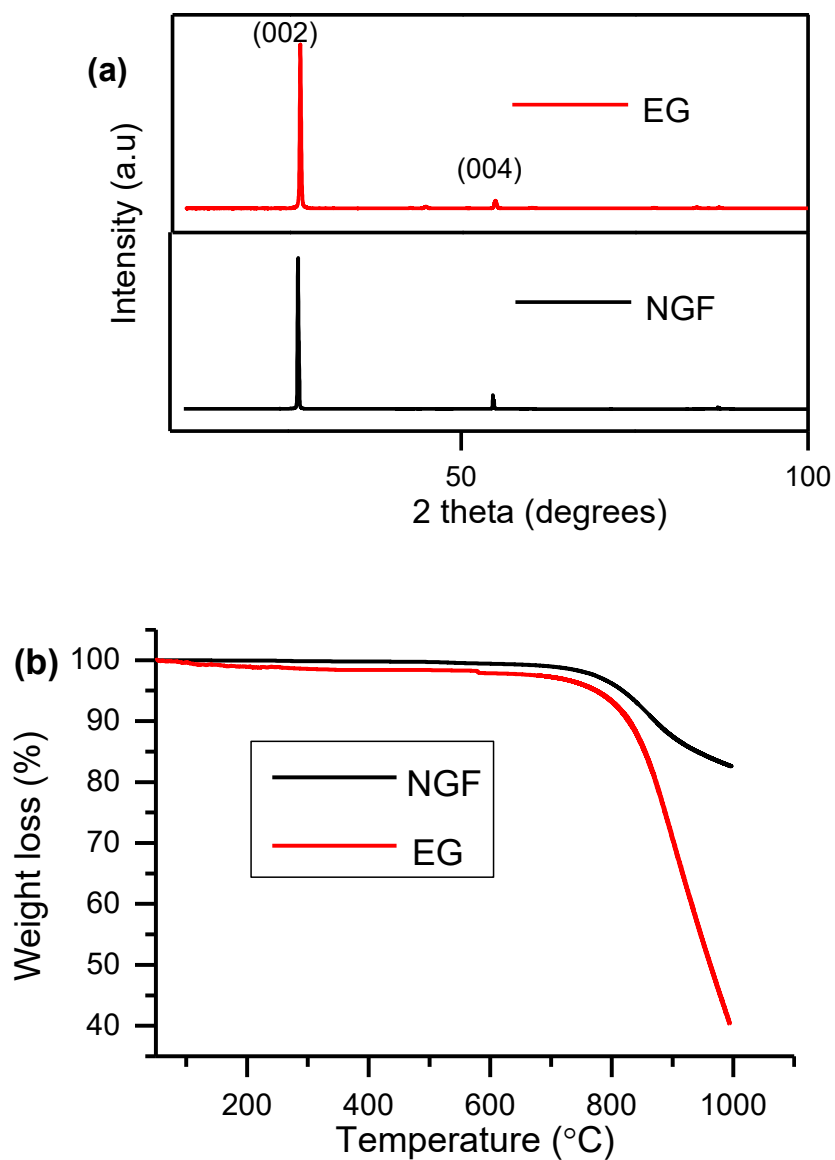 (002)
(a)
EG
(004)
Intensity (a.u)
NGF
50
100
2 theta (degrees)
(b)
100
90
80
70
60
50
40
Weight loss (%)
NGF
EG
200
400
600
800
1000
Temperature (°C)